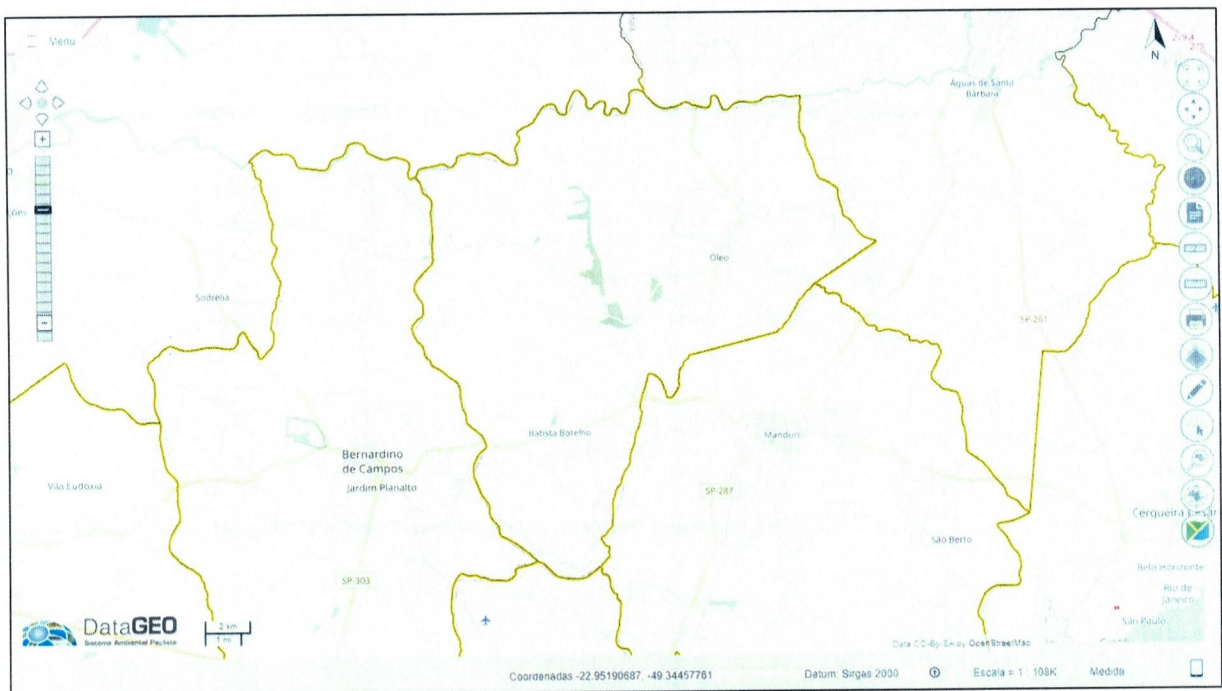 Menu
N
Águas de Santa
Bárbara
ções
Óleo
Sodrélia
SP-261
Batista Botelho
Manduri
Bernardino
de Campos
Jardim Planalto
Vila Eudóxia
SP-287
Cerqueira César
São Berto
SP-303
Belo Horizonte
Rio de
Janeiro
São Paulo
DataGEO
Sistema Ambiental Paulista
2 km
1 mi
Data CC-By-SA by OpenStreetMap
Coordenadas -22.95190687, -49.34457761
Datum: Sirgas 2000
Escala = 1 : 108K
Medida